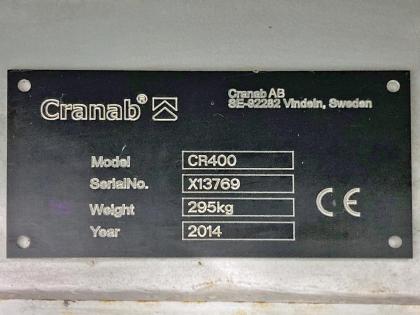 Cranab®
Cranab AB
SE-92282 Vindeln, Sweden
Model CR400
SerialNo. X13769
Weight 295kg
Year 2014
CE